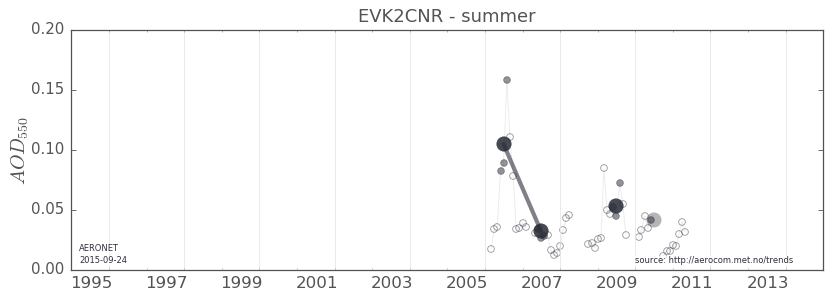 EVK2CNR - summer
0.20
0.15
0.10
0.05
0.00
AOD550
AERONET
2015-09-24
source: http://aerocom.met.no/trends
1995 1997 1999 2001 2003 2005 2007 2009 2011 2013